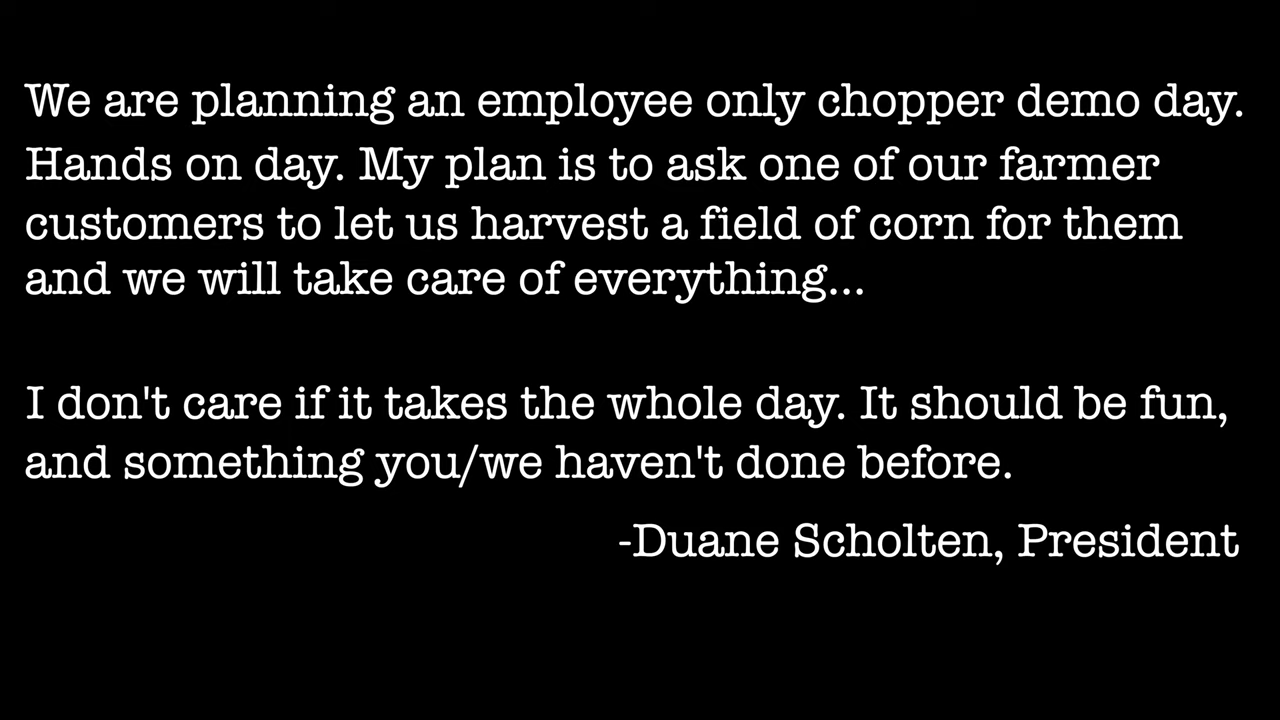 We are planning an employee only chopper demo day.
Hands on day. My plan is to ask one of our farmer
customers to let us harvest a field of corn for them
and we will take care of everything...
I don't care if it takes the whole day. It should be fun,
and something you/we haven't done before.
-Duane Scholten, President